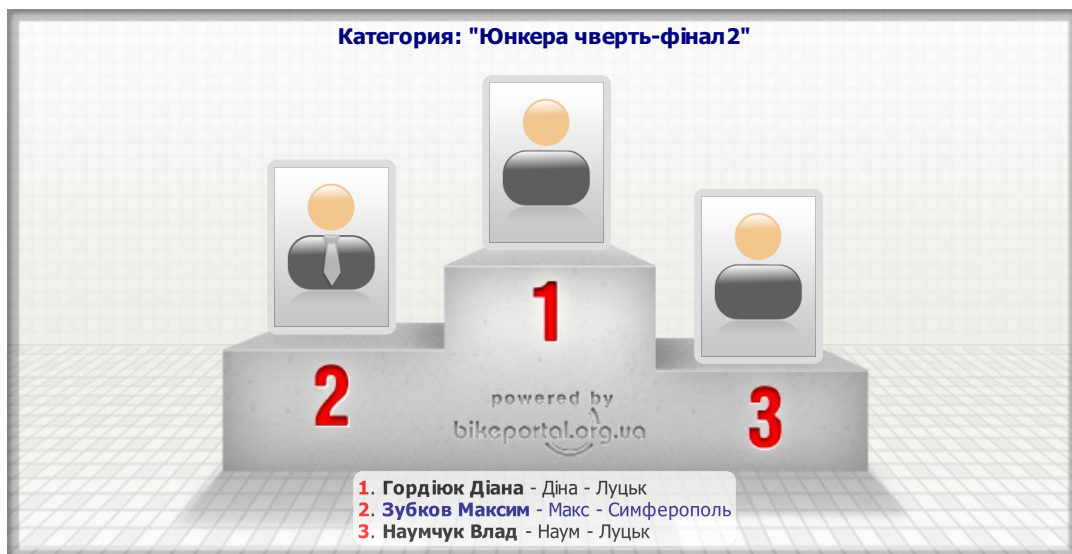 Категория: "Юнкера чверть-фінал2"
1
2
3
powered by
bikeportal.org.ua
1. Гордіюк Діана - Діна - Луцьк
2. Зубков Максим - Макс - Симферополь
3. Наумчук Влад - Наум - Луцьк